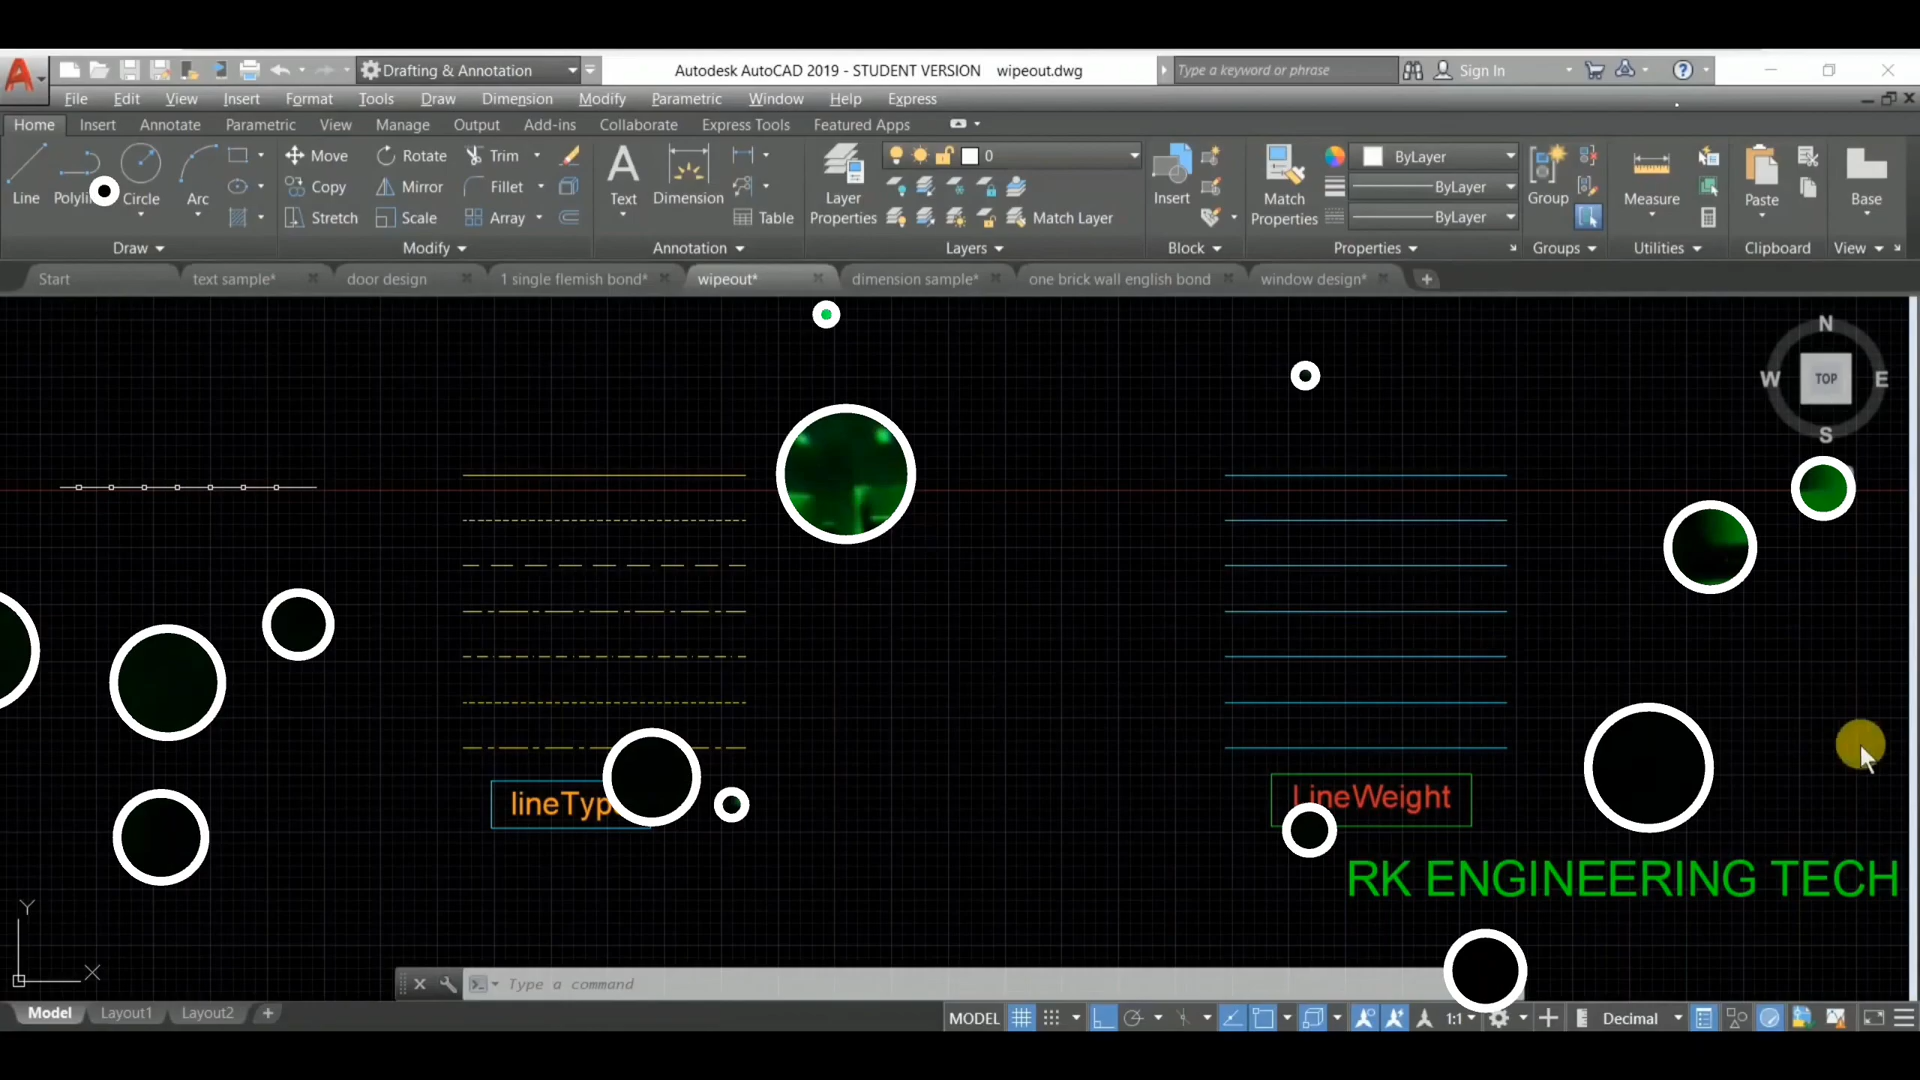 Drafting & Annotation
Autodesk AutoCAD 2019 - STUDENT VERSION wipeout.dwg
Type a keyword or phrase
Sign In
File Edit View Insert Format Tools Draw Dimension Modify Parametric Window Help Express
Home Insert Annotate Parametric View Manage Output Add-ins Collaborate Express Tools Featured Apps
Move Rotate Trim 0 ByLayer
Copy Mirror Fillet ByLayer
Line Circle Arc Text Dimension Insert Group Measure Paste Base
Stretch Scale Array Table Layer Properties Match Layer Match Properties ByLayer
Draw Modify Annotation Layers Block Properties Groups Utilities Clipboard View
Start text sample* door design 1 single flemish bond* wipeout* dimension sample* one brick wall english bond window design*
N
W TOP E
S
LineWeight
RK ENGINEERING TECH
Y
X
Type a command
Model Layout1 Layout2 MODEL 1:1 Decimal